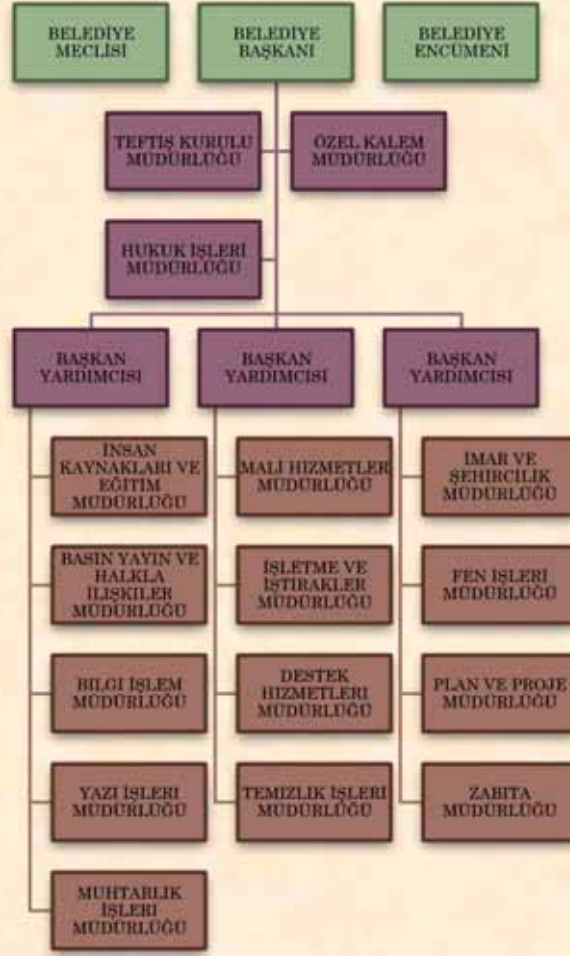 BELEDİYE
MECLİSİ
BELEDİYE
BAŞKANI
BELEDİYE
ENCÜMENİ
TEFTİŞ KURULU
MÜDÜRLÜĞÜ
ÖZEL KALEM
MÜDÜRLÜĞÜ
HUKUK İŞLERİ
MÜDÜRLÜĞÜ
BAŞKAN
YARDIMCISI
BAŞKAN
YARDIMCISI
BAŞKAN
YARDIMCISI
İNSAN
KAYNAKLARI VE
EĞİTİM
MÜDÜRLÜĞÜ
BASIN YAYIN VE
HALKLA
İLİŞKİLER
MÜDÜRLÜĞÜ
BİLGİ İŞLEM
MÜDÜRLÜĞÜ
YAZI İŞLERİ
MÜDÜRLÜĞÜ
MUHTARLIK
İŞLERİ
MÜDÜRLÜĞÜ
MALİ HİZMETLER
MÜDÜRLÜĞÜ
İŞLETME VE
İŞTİRAKLER
MÜDÜRLÜĞÜ
DESTEK
HİZMETLERİ
MÜDÜRLÜĞÜ
TEMİZLİK İŞLERİ
MÜDÜRLÜĞÜ
İMAR VE
ŞEHİRCİLİK
MÜDÜRLÜĞÜ
FEN İŞLERİ
MÜDÜRLÜĞÜ
PLAN VE PROJE
MÜDÜRLÜĞÜ
ZABITA
MÜDÜRLÜĞÜ